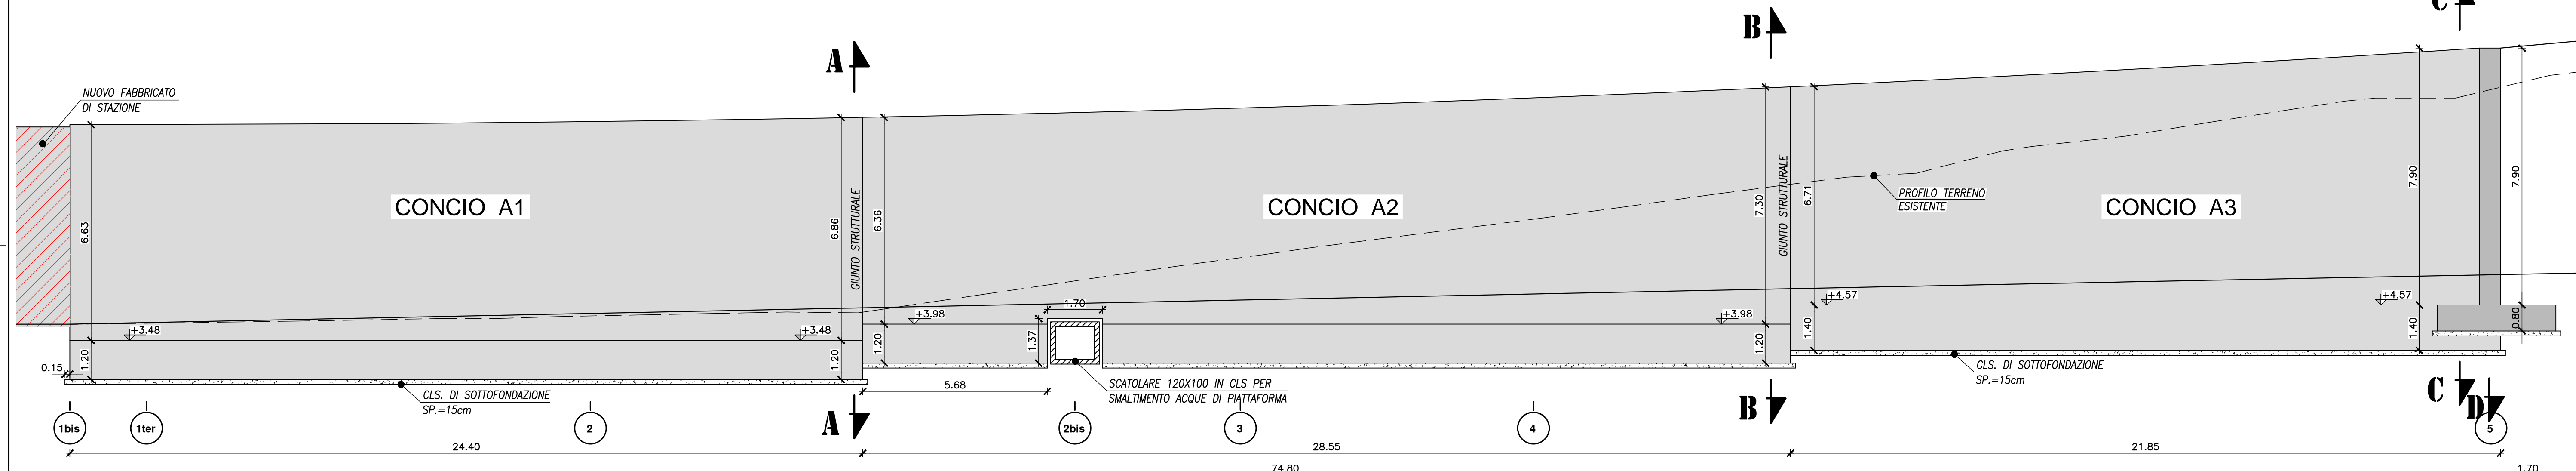 C
B
A
NUOVO FABBRICATO
DI STAZIONE
6.63
CONCIO A1
6.86
GIUNTO STRUTTURALE
6.36
CONCIO A2
7.30
GIUNTO STRUTTURALE
6.71
PROFILO TERRENO
ESISTENTE
CONCIO A3
7.90
7.90
+3,48
+3,48
+3,98
1.70
+3,98
+4,57
+4,57
0.15
1.20
1.20
1.20
1.37
1.20
1.40
1.40
0.80
CLS. DI SOTTOFONDAZIONE
SP.=15cm
5.68
SCATOLARE 120X100 IN CLS PER
SMALTIMENTO ACQUE DI PIATTAFORMA
CLS. DI SOTTOFONDAZIONE
SP.=15cm
A
B
C
D
1bis
1ter
2
2bis
3
4
5
24.40
28.55
21.85
74.80
1.70